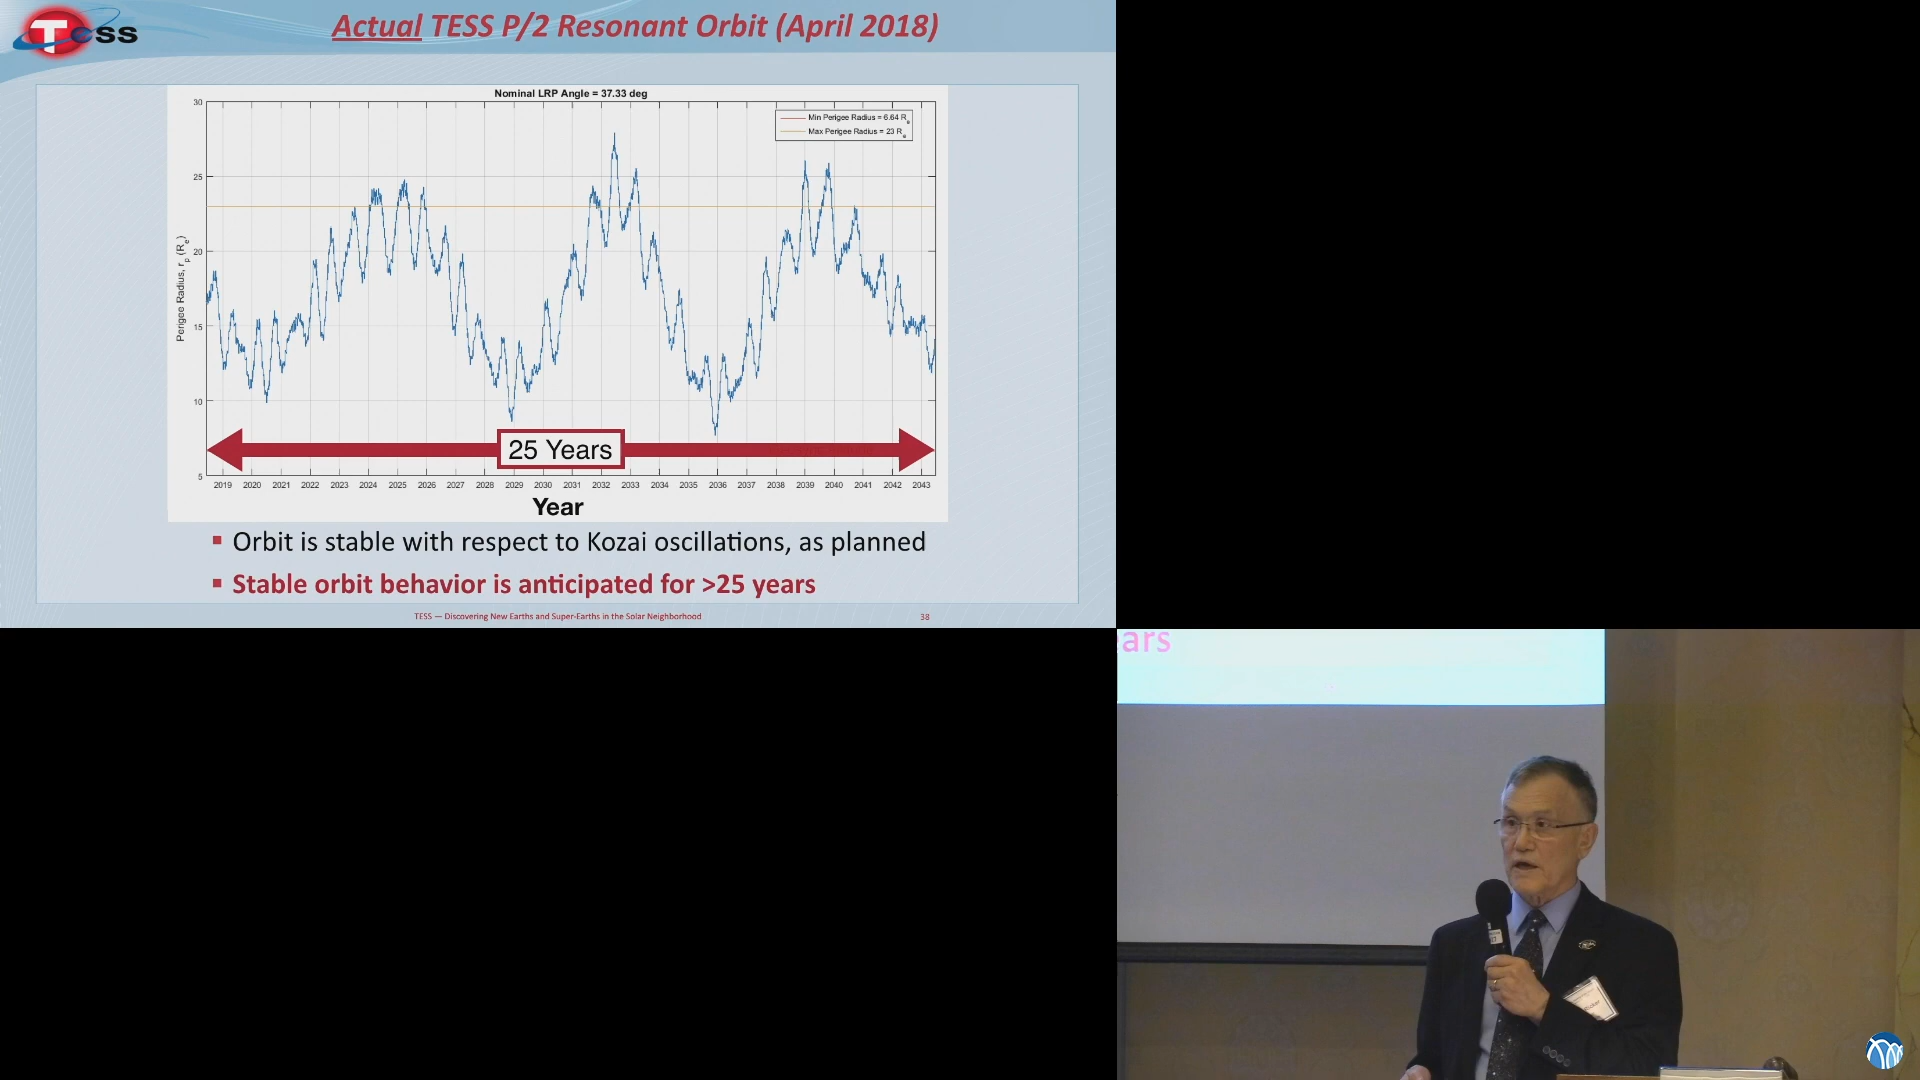 Tess
Actual TESS P/2 Resonant Orbit (April 2018)
Nominal LRP Angle = 37.33 deg
Min Perigee Radius = 6.64 Re
Max Perigee Radius = 23 Re
Perigee Radius, rp (Re)
30
25
20
15
10
5
25 Years
2019 2020 2021 2022 2023 2024 2025 2026 2027 2028 2029 2030 2031 2032 2033 2034 2035 2036 2037 2038 2039 2040 2041 2042 2043
Year
Orbit is stable with respect to Kozai oscillations, as planned
Stable orbit behavior is anticipated for >25 years
TESS — Discovering New Earths and Super-Earths in the Solar Neighborhood 38
ars